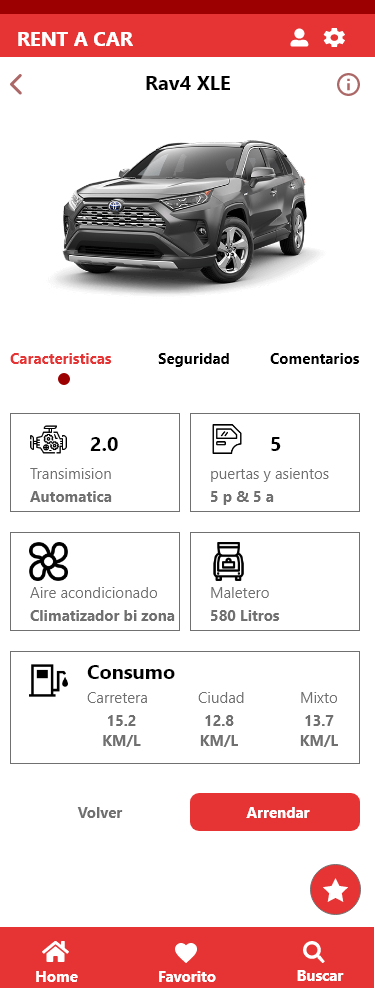 RENT A CAR
Rav4 XLE
Caracteristicas Seguridad Comentarios
2.0
Transimision
Automatica
5
puertas y asientos
5 p & 5 a
Aire acondicionado
Climatizador bi zona
Maletero
580 Litros
Consumo
Carretera Ciudad Mixto
15.2 12.8 13.7
KM/L KM/L KM/L
Volver Arrendar
Home Favorito Buscar